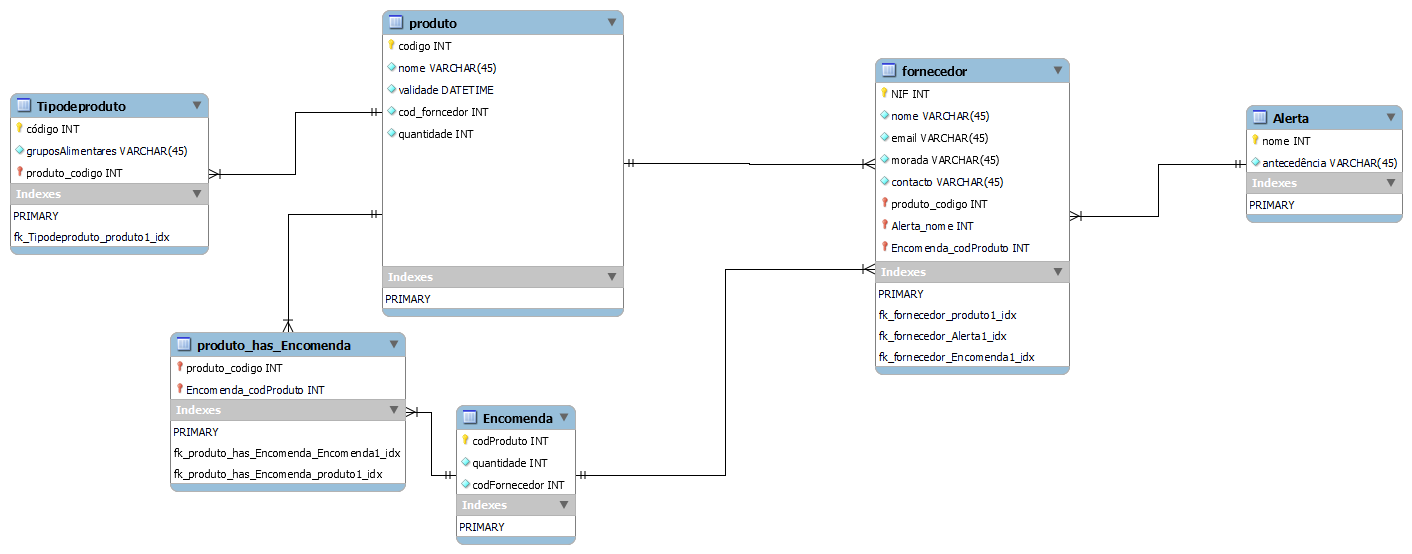 produto
codigo INT
nome VARCHAR(45)
validade DATETIME
cod_forncedor INT
quantidade INT
Indexes
PRIMARY
Tipodeproduto
código INT
gruposAlimentares VARCHAR(45)
produto_codigo INT
Indexes
PRIMARY
fk_Tipodeproduto_produto1_idx
fornecedor
NIF INT
nome VARCHAR(45)
email VARCHAR(45)
morada VARCHAR(45)
contacto VARCHAR(45)
produto_codigo INT
Alerta_nome INT
Encomenda_codProduto INT
Indexes
PRIMARY
fk_fornecedor_produto1_idx
fk_fornecedor_Alerta1_idx
fk_fornecedor_Encomenda1_idx
Alerta
nome INT
antecedência VARCHAR(45)
Indexes
PRIMARY
produto_has_Encomenda
produto_codigo INT
Encomenda_codProduto INT
Indexes
PRIMARY
fk_produto_has_Encomenda_Encomenda1_idx
fk_produto_has_Encomenda_produto1_idx
Encomenda
codProduto INT
quantidade INT
codFornecedor INT
Indexes
PRIMARY